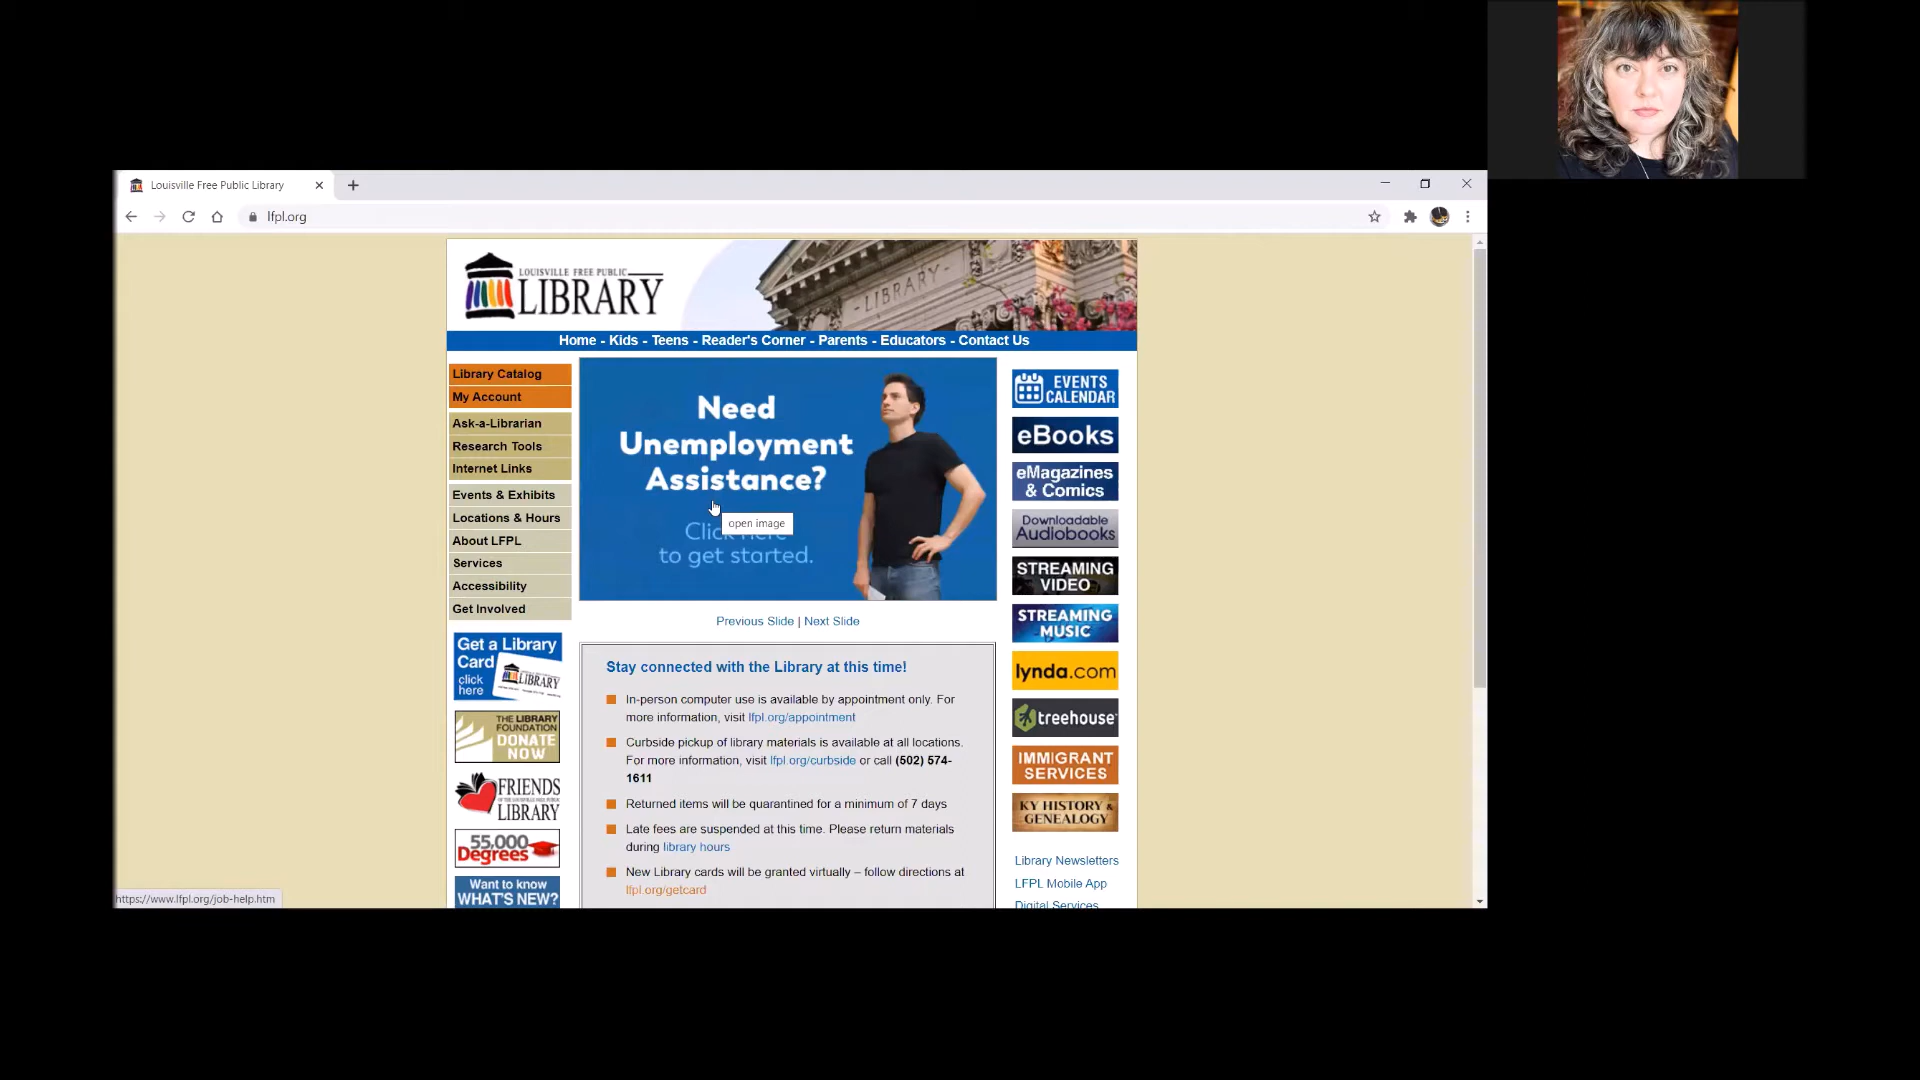 Louisville Free Public Library
lfpl.org
LOUISVILLE FREE PUBLIC
LIBRARY
LIBRARY
Home - Kids - Teens - Reader's Corner - Parents - Educators - Contact Us
Library Catalog
My Account
Ask-a-Librarian
Research Tools
Internet Links
Events & Exhibits
Locations & Hours
About LFPL
Services
Accessibility
Get Involved
Get a Library
Card
click
here
LIBRARY
THE LIBRARY
FOUNDATION
DONATE
NOW
FRIENDS
OF THE LOUISVILLE FREE PUBLIC
LIBRARY
55,000
Degrees
Want to know
WHAT'S NEW?
Need
Unemployment
Assistance?
Click here
to get started.
open image
Previous Slide | Next Slide
Stay connected with the Library at this time!
In-person computer use is available by appointment only. For
more information, visit lfpl.org/appointment
Curbside pickup of library materials is available at all locations.
For more information, visit lfpl.org/curbside or call (502) 574-
1611
Returned items will be quarantined for a minimum of 7 days
Late fees are suspended at this time. Please return materials
during library hours
New Library cards will be granted virtually – follow directions at
lfpl.org/getcard
EVENTS
CALENDAR
eBooks
eMagazines
& Comics
Downloadable
Audiobooks
STREAMING
VIDEO
STREAMING
MUSIC
lynda.com
treehouse
IMMIGRANT
SERVICES
KY HISTORY &
GENEALOGY
Library Newsletters
LFPL Mobile App
Digital Services
https://www.lfpl.org/job-help.htm